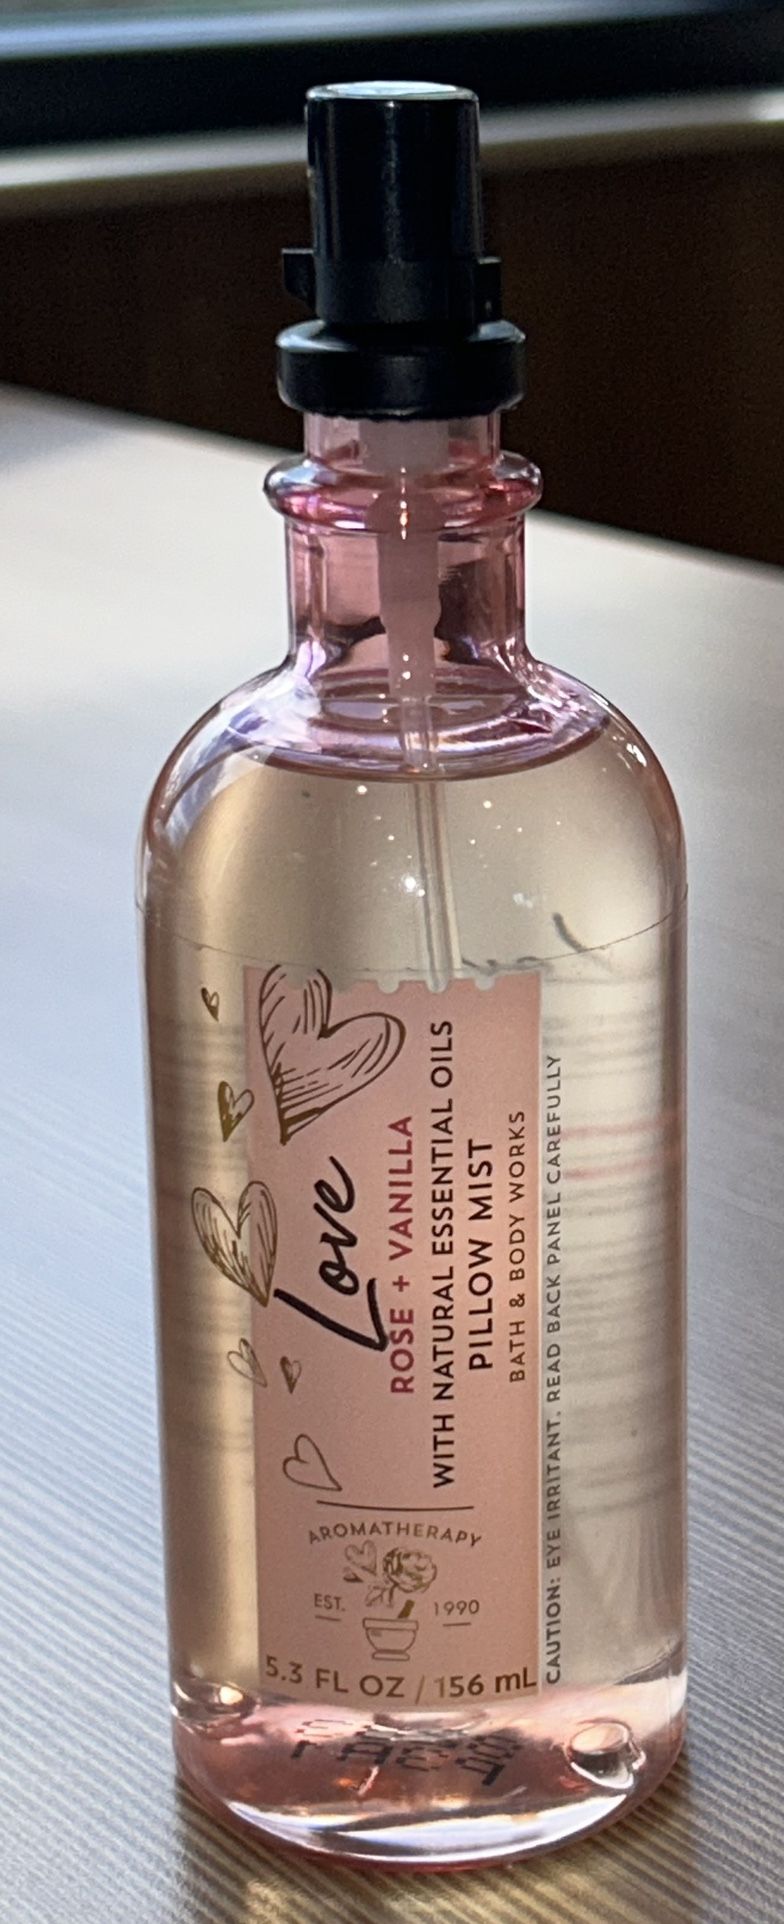 Love
ROSE + VANILLA
WITH NATURAL ESSENTIAL OILS
PILLOW MIST
BATH & BODY WORKS
CAUTION: EYE IRRITANT. READ BACK PANEL CAREFULLY
AROMATHERAPY
EST. 1990
5.3 FL OZ / 156 mL